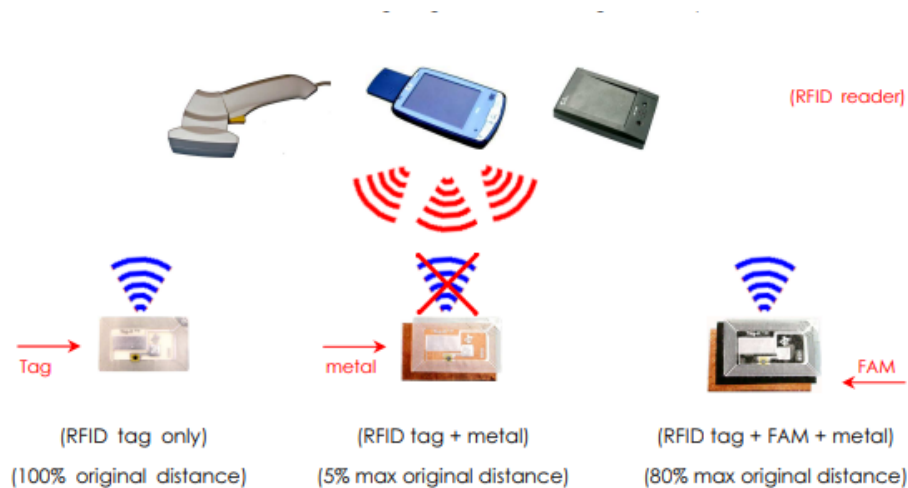 (RFID reader)
Tag
metal
FAM
(RFID tag only)
(RFID tag + metal)
(RFID tag + FAM + metal)
(100% original distance)
(5% max original distance)
(80% max original distance)